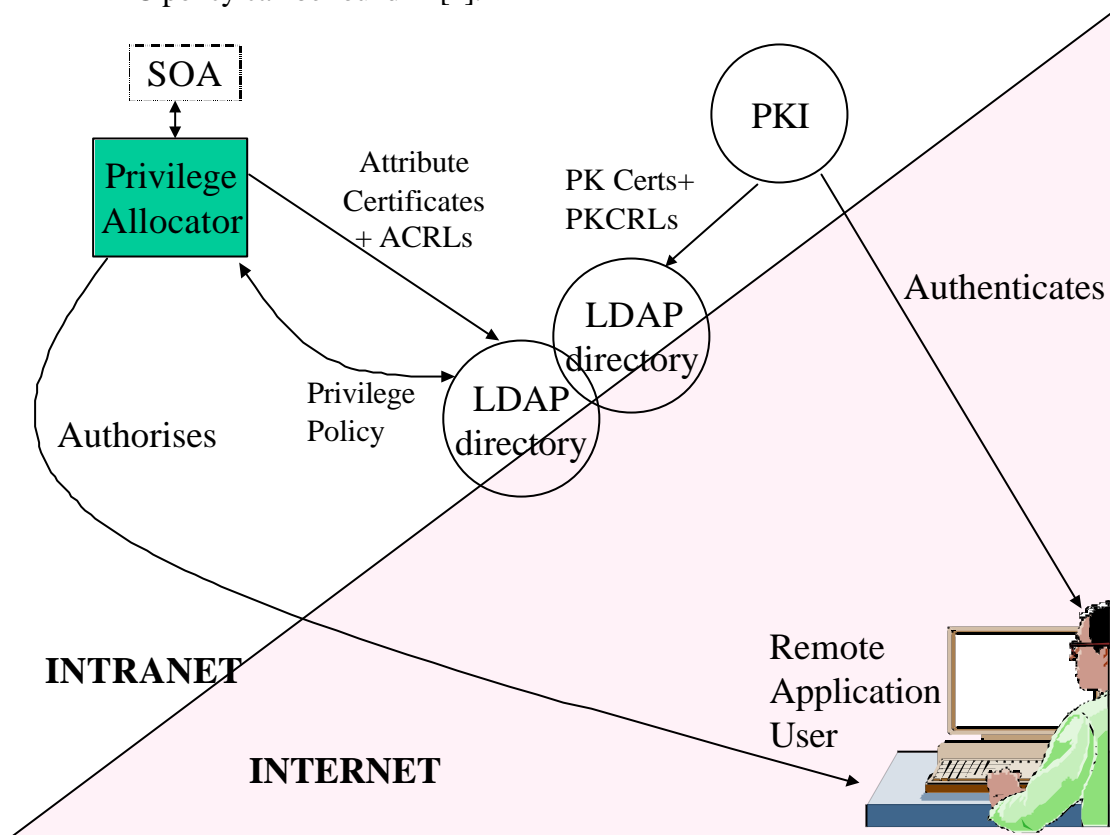 SOA
PKI
Privilege
Allocator
Attribute
Certificates
+ ACRLs
PK Certs+
PKCRLs
Authenticates
LDAP
directory
LDAP
directory
Privilege
Policy
Authorises
Remote
Application
User
INTRANET
INTERNET